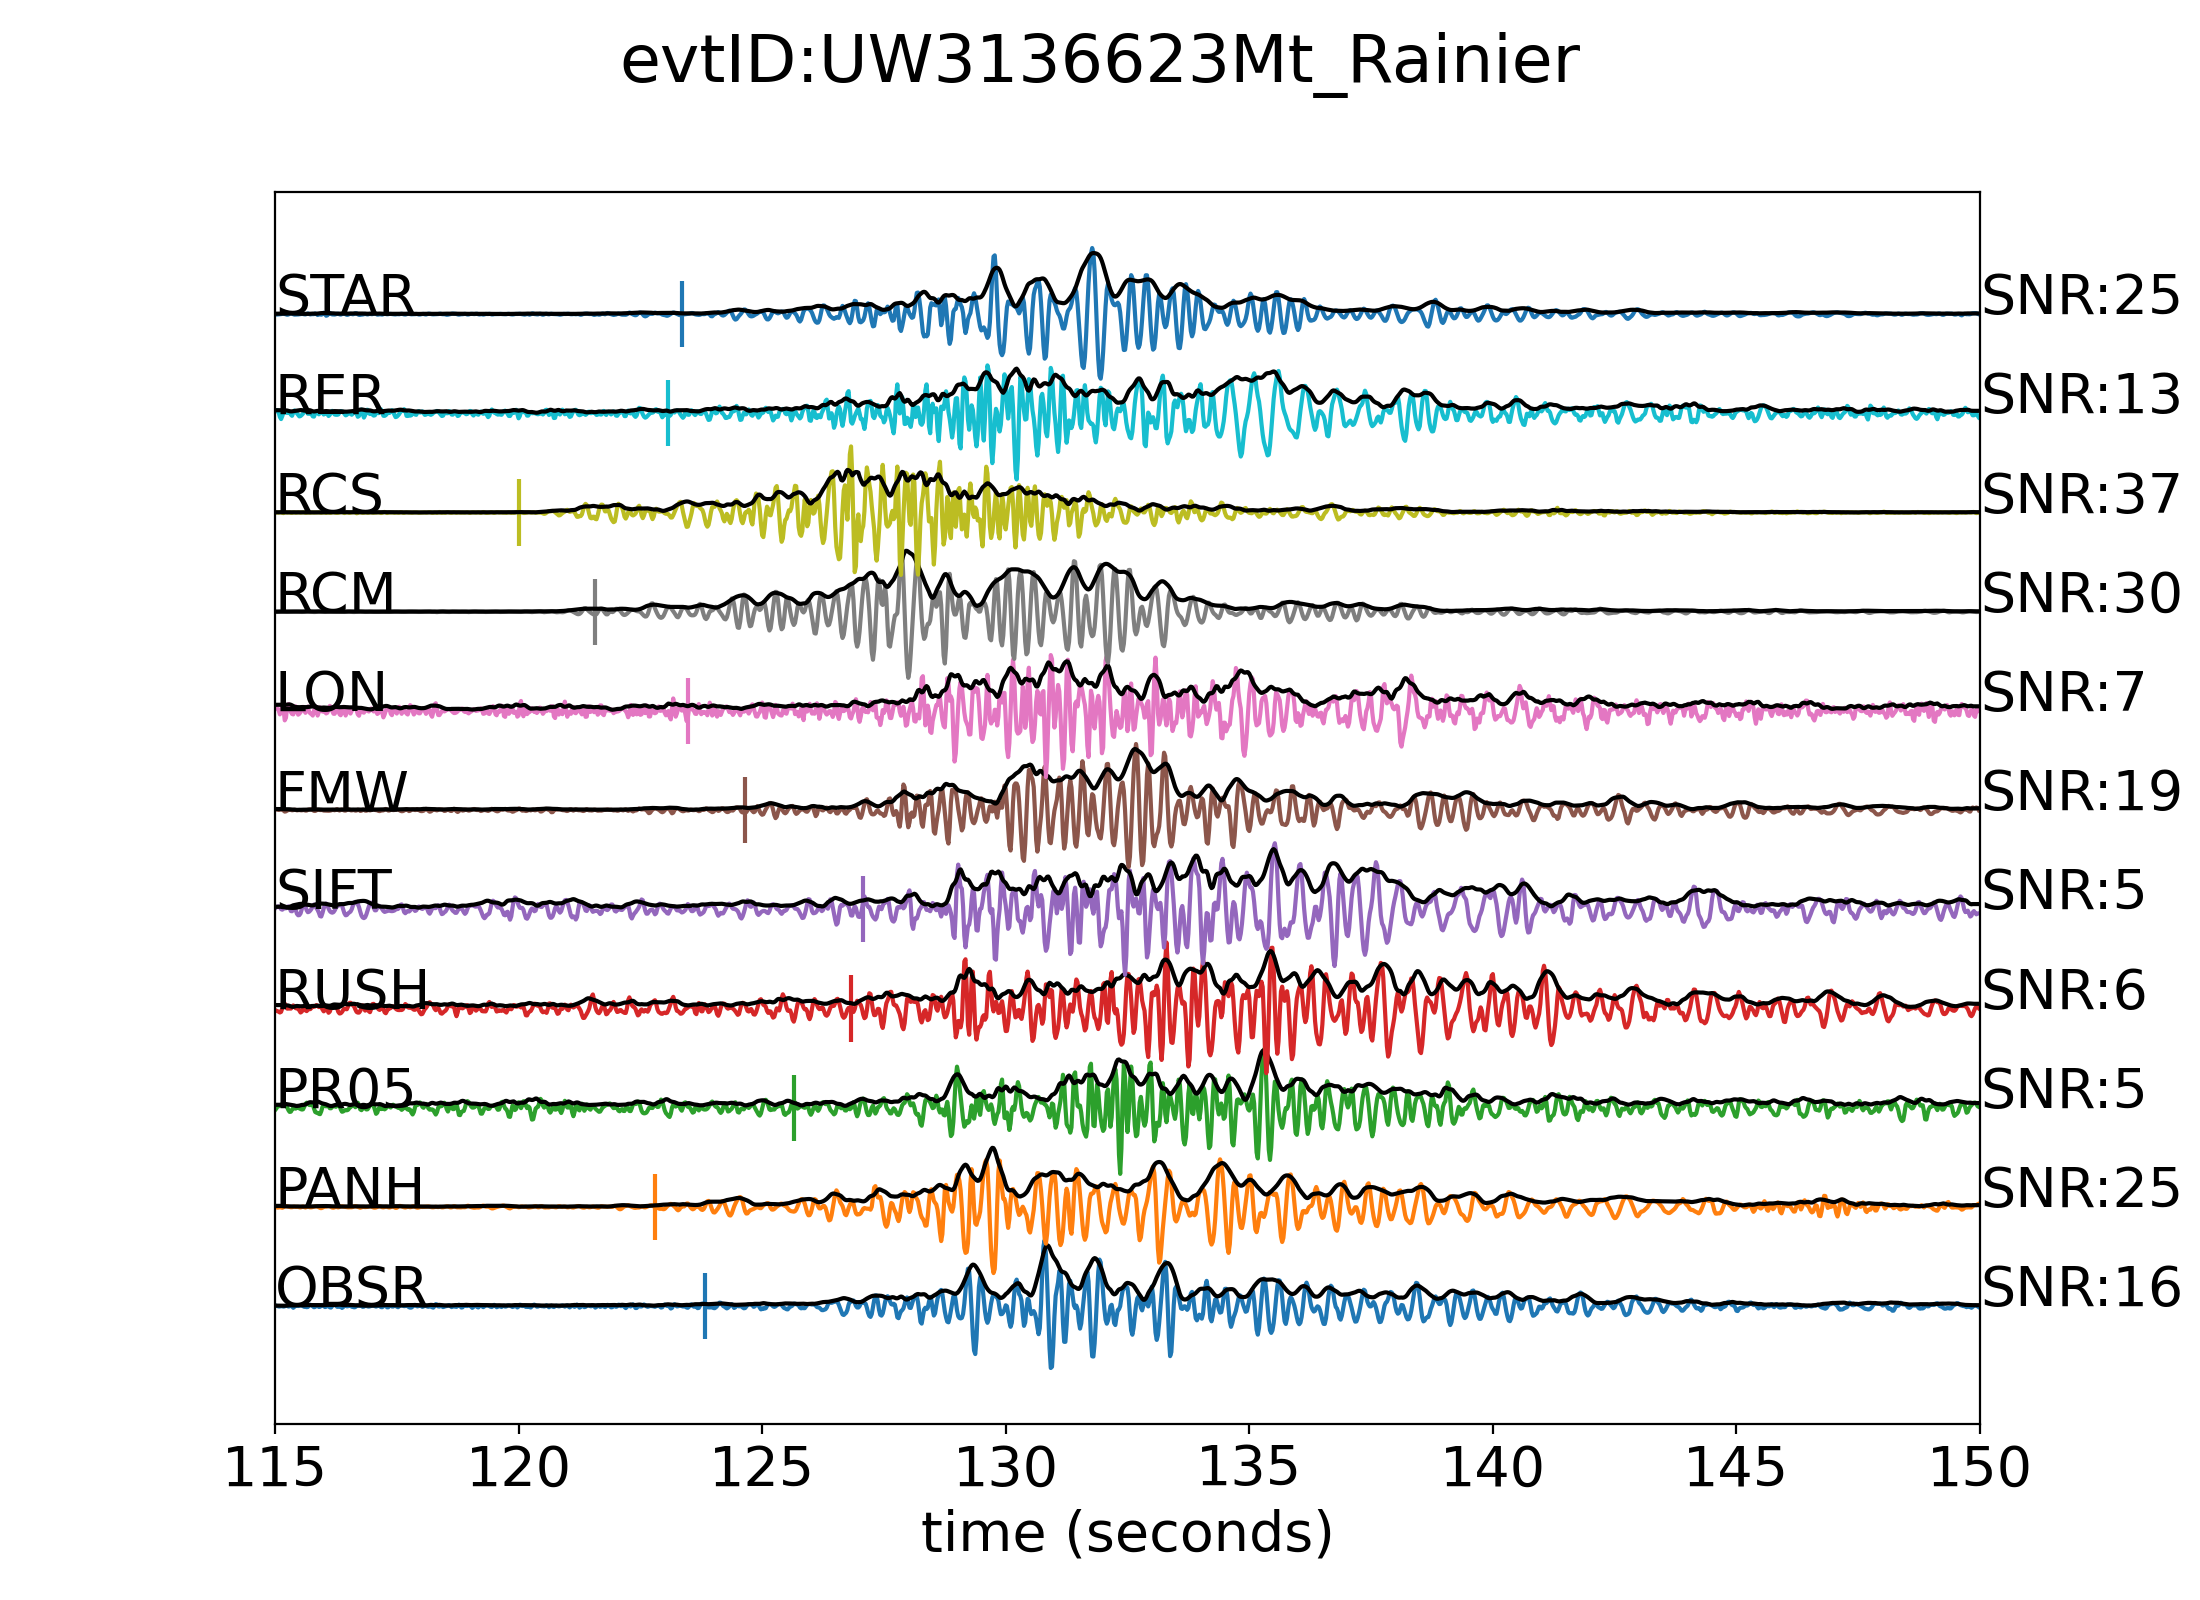 evtID:UW3136623Mt_Rainier
STAR SNR:25
RER SNR:13
RCS SNR:37
RCM SNR:30
LON SNR:7
FMW SNR:19
SIFT SNR:5
RUSH SNR:6
PR05 SNR:5
PANH SNR:25
OBSR SNR:16
115 120 125 130 135 140 145 150
time (seconds)